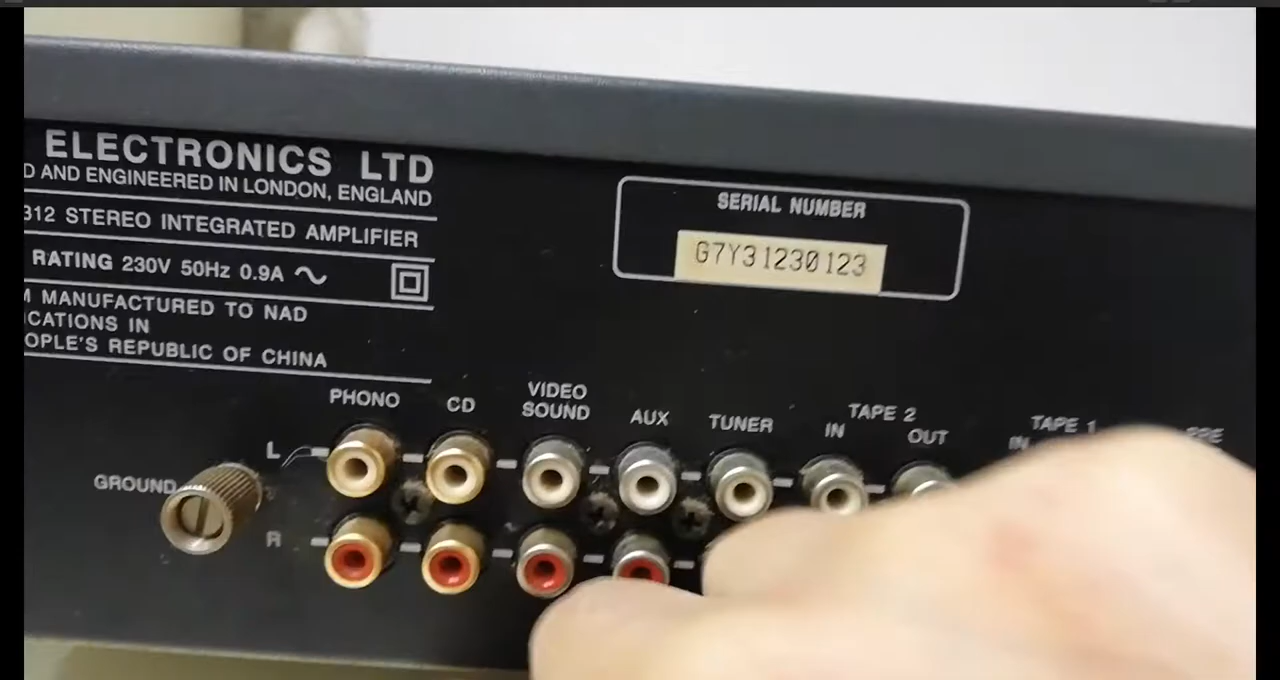 ELECTRONICS LTD
D AND ENGINEERED IN LONDON, ENGLAND
312 STEREO INTEGRATED AMPLIFIER
RATING 230V 50Hz 0.9A
MANUFACTURED TO NAD
CATIONS IN
OPLE'S REPUBLIC OF CHINA
SERIAL NUMBER
G7Y31230123
PHONO
CD
VIDEO
SOUND
AUX
TUNER
TAPE 2
IN
OUT
TAPE 1
IN
L
GROUND
R